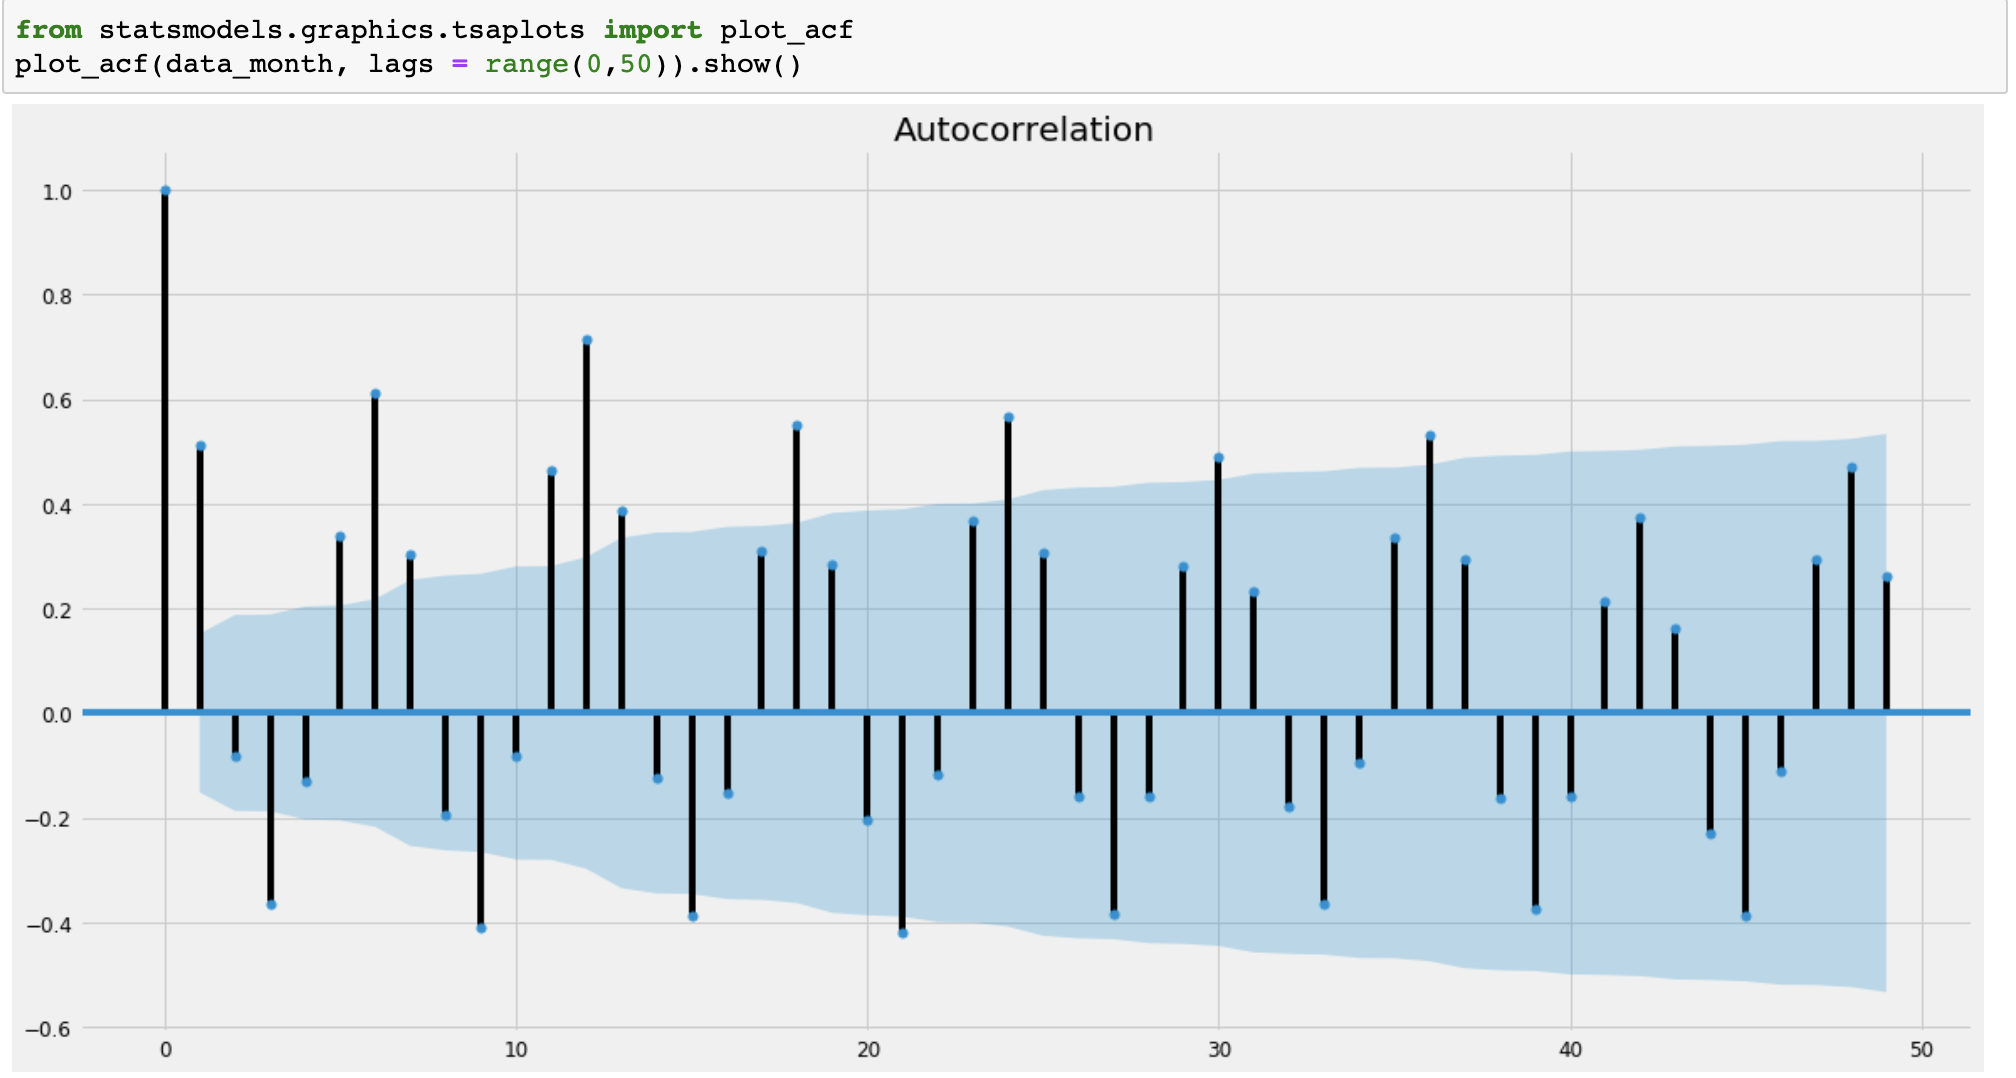 from statsmodels.graphics.tsaplots import plot_acf
plot_acf(data_month, lags = range(0,50)).show()
Autocorrelation
1.0
0.8
0.6
0.4
0.2
0.0
−0.2
−0.4
−0.6
0 10 20 30 40 50